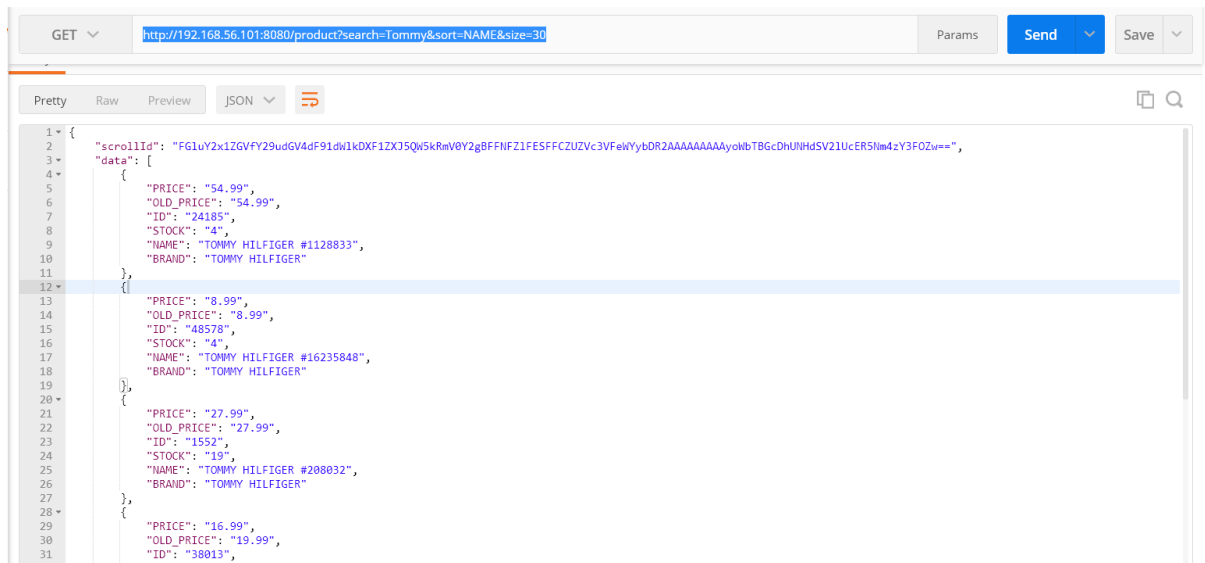 GET http://192.168.56.101:8080/product?search=Tommy&sort=NAME&size=30 Params Send Save
Pretty Raw Preview JSON
1 {
2 "scrollId": "FGluY2x1ZGVfY29udGV4dF91dWlkDXF1ZXJ5QW5kRmV0Y2gBFFNFZlFESFFCZUZVc3VFeWYybDR2AAAAAAAAAyoWbTBGcDhUNHdSV2lUcER5Nm4zY3FOZw==",
3 "data": [
4 {
5 "PRICE": "54.99",
6 "OLD_PRICE": "54.99",
7 "ID": "24185",
8 "STOCK": "4",
9 "NAME": "TOMMY HILFIGER #1128833",
10 "BRAND": "TOMMY HILFIGER"
11 },
12 {
13 "PRICE": "8.99",
14 "OLD_PRICE": "8.99",
15 "ID": "48578",
16 "STOCK": "4",
17 "NAME": "TOMMY HILFIGER #16235848",
18 "BRAND": "TOMMY HILFIGER"
19 },
20 {
21 "PRICE": "27.99",
22 "OLD_PRICE": "27.99",
23 "ID": "1552",
24 "STOCK": "19",
25 "NAME": "TOMMY HILFIGER #208032",
26 "BRAND": "TOMMY HILFIGER"
27 },
28 {
29 "PRICE": "16.99",
30 "OLD_PRICE": "19.99",
31 "ID": "38013",